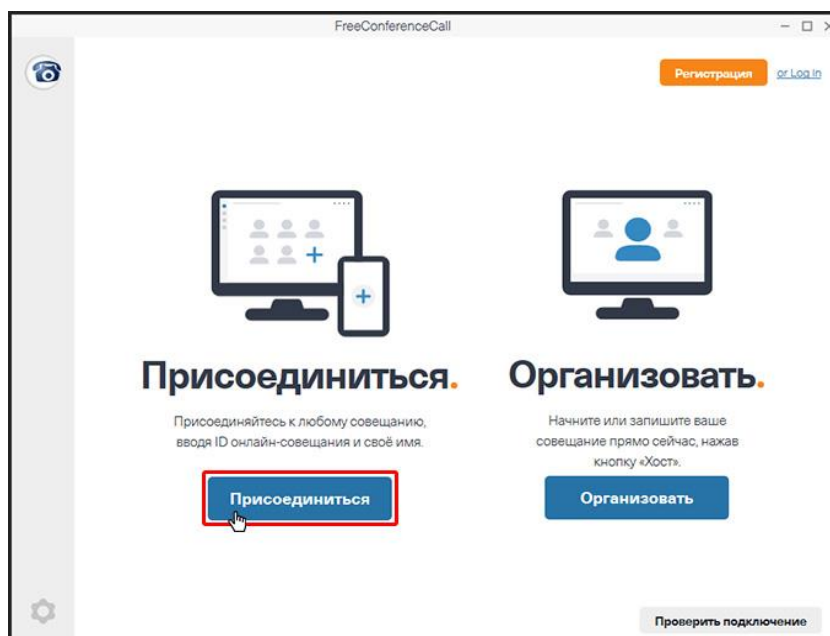 FreeConferenceCall
Регистрация or Log In
Присоединиться.
Присоединяйтесь к любому совещанию,
вводя ID онлайн-совещания и своё имя.
Присоединиться
Организовать.
Начните или запишите ваше
совещание прямо сейчас, нажав
кнопку «Хост».
Организовать
Проверить подключение